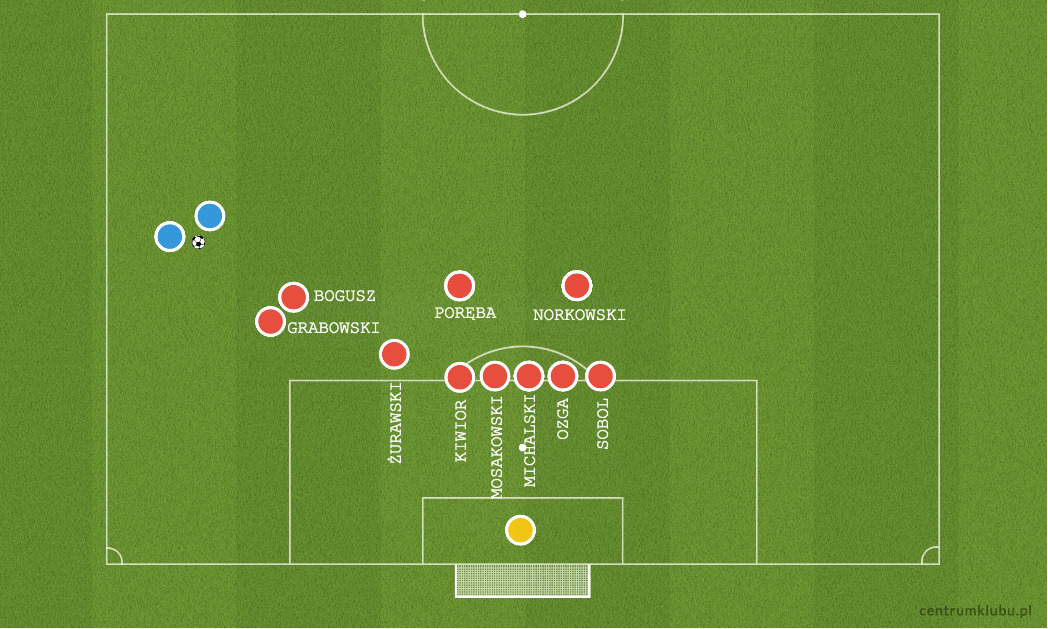 BOGUSZ
PORĘBA
NORKOWSKI
GRABOWSKI
ŻURAWSKI
KIWIOR
MOSAKOWSKI
MICHALSKI
OZGA
SOBOL
centrumklubu.pl